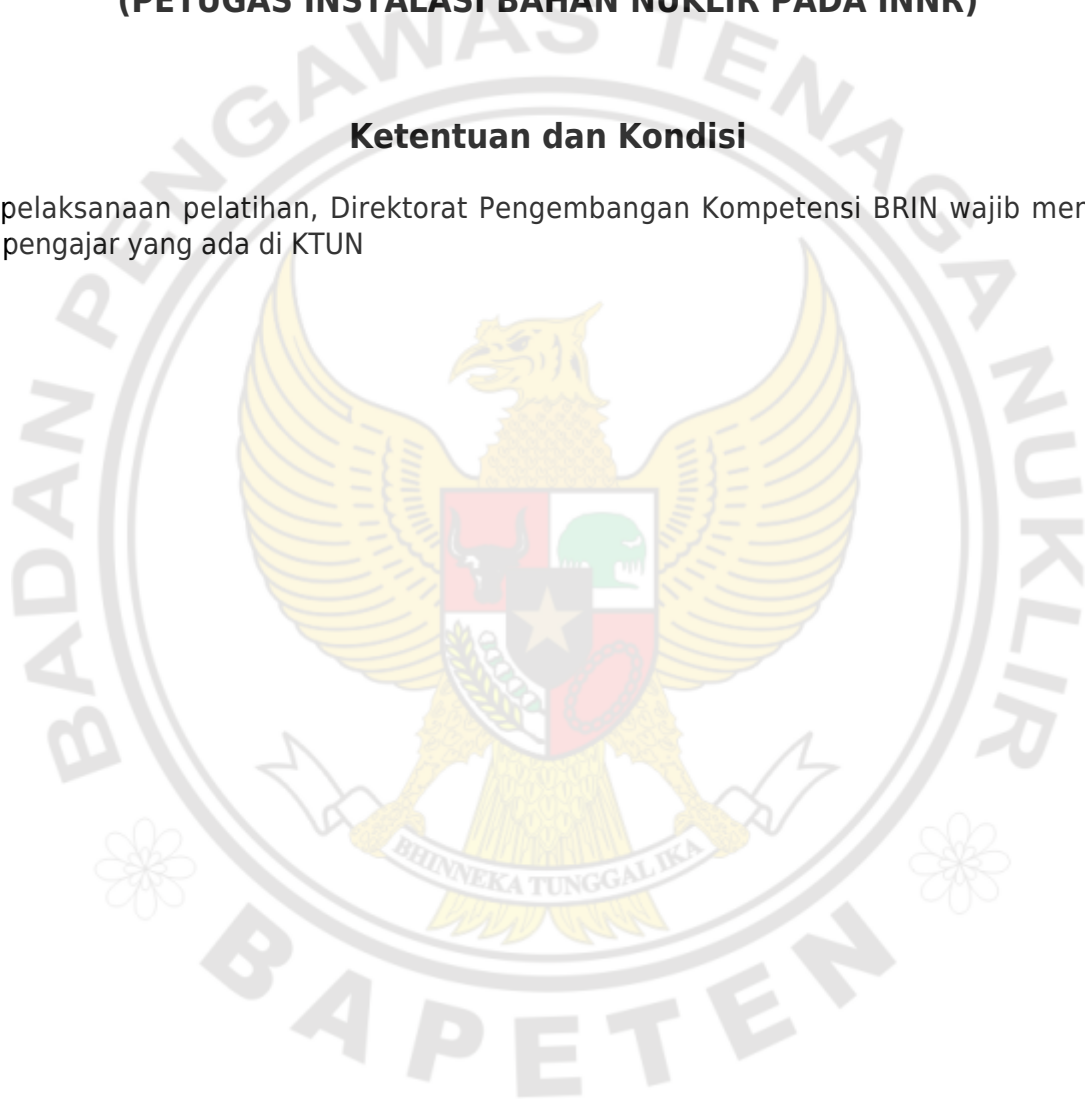 (PETUGAS INSTALASI BAHAN NUKLIR PADA INNR)
Ketentuan dan Kondisi
pelaksanaan pelatihan, Direktorat Pengembangan Kompetensi BRIN wajib
pengajar yang ada di KTUN
BADAN PENGAWAS TENAGA NUKLIR
BHINNEKA TUNGGAL IKA
BAPETEN